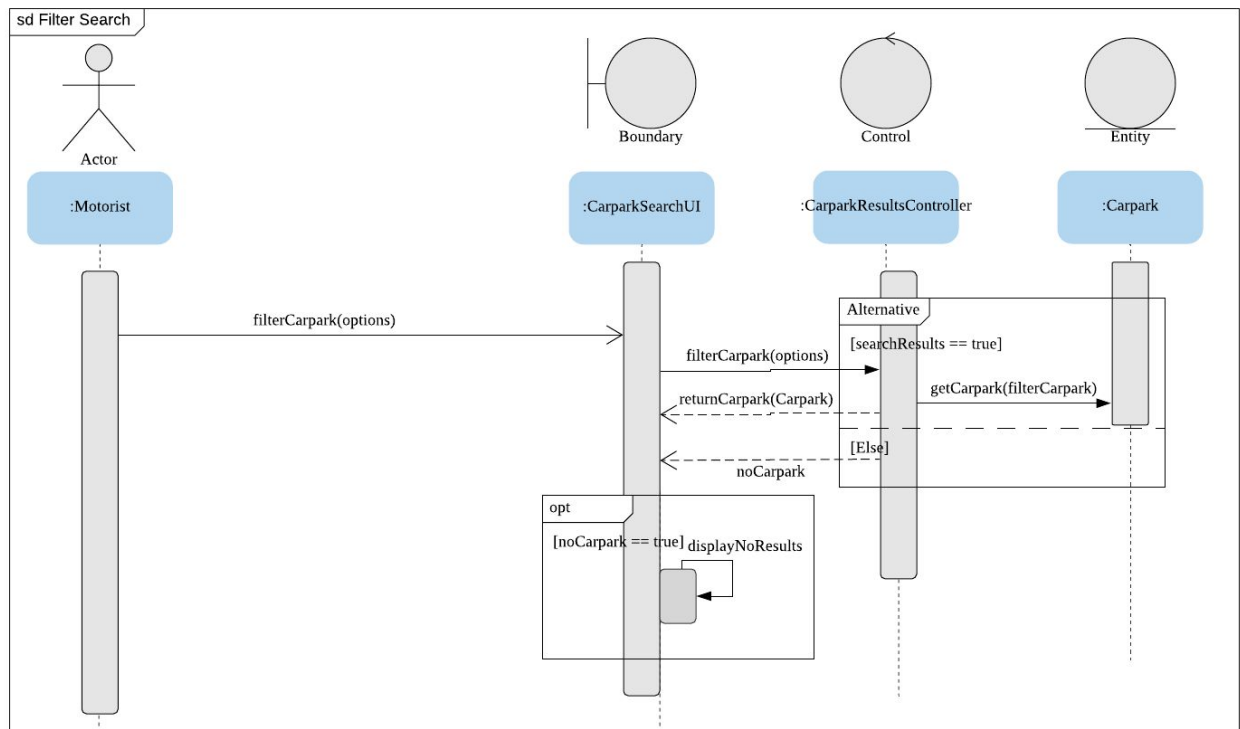 sd Filter Search
Actor
Boundary
Control
Entity
:Motorist
:CarparkSearchUI
:CarparkResultsController
:Carpark
Alternative
filterCarpark(options)
[searchResults == true]
filterCarpark(options)
getCarpark(filterCarpark)
returnCarpark(Carpark)
[Else]
noCarpark
opt
[noCarpark == true]
displayNoResults